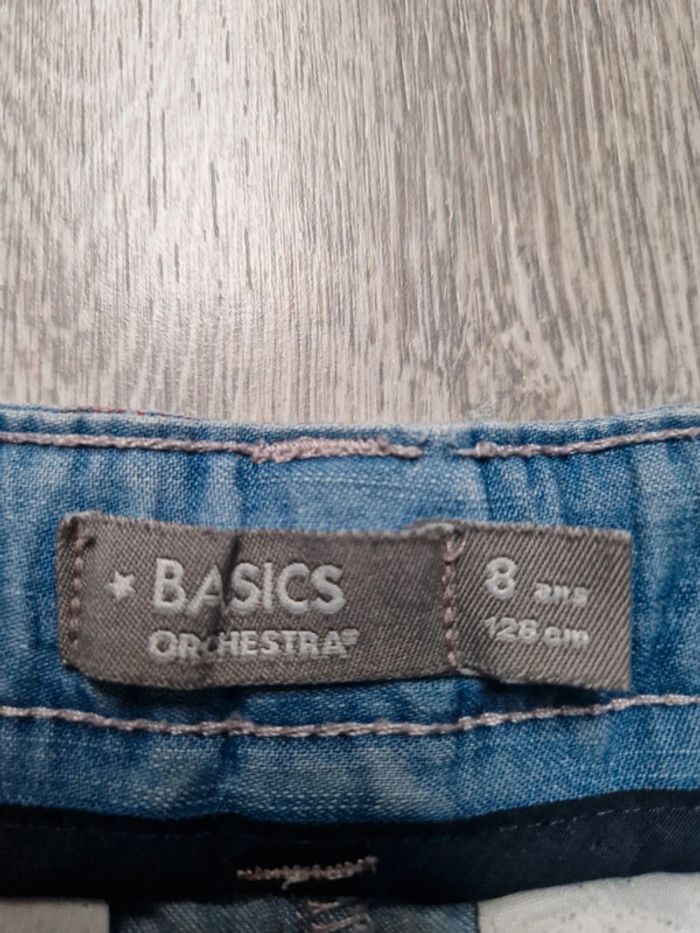 BASICS
ORCHESTRA
8 ans
126 cm